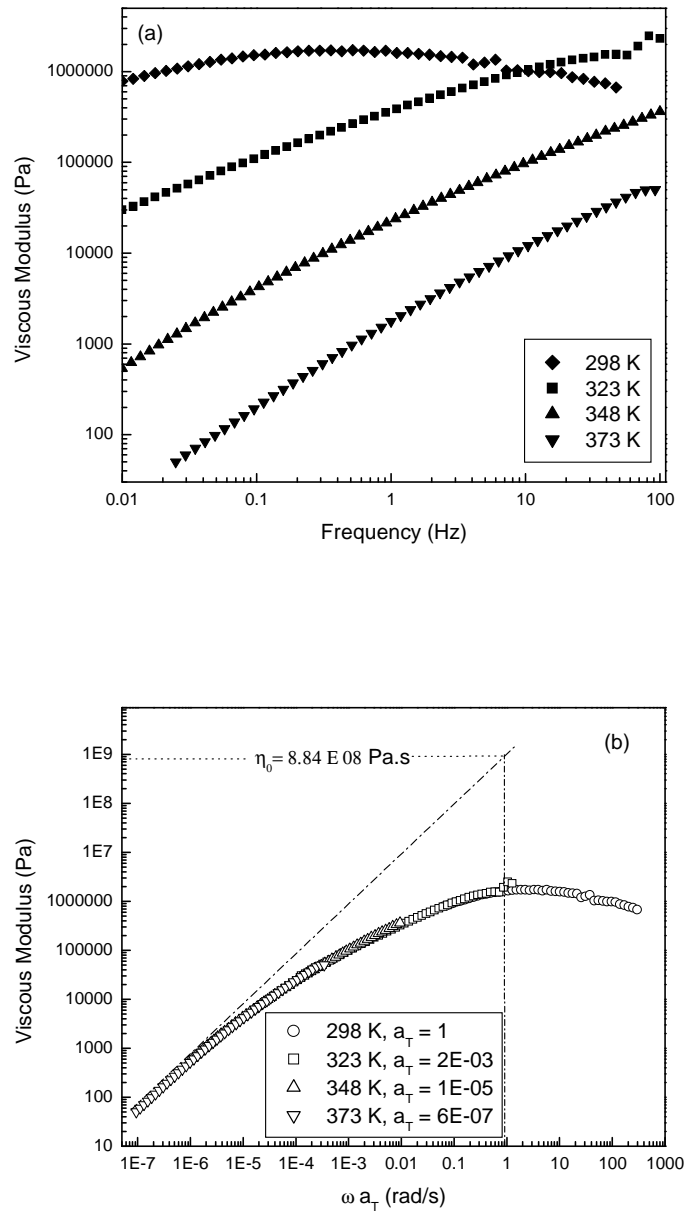 (a)
1000000
100000
10000
1000
100
Viscous Modulus (Pa)
0.01
0.1
1
10
100
Frequency (Hz)
298 K
323 K
348 K
373 K
(b)
1E9
1E8
1E7
1000000
100000
10000
1000
100
10
Viscous Modulus (Pa)
η0= 8.84 E 08 Pa.s
298 K, aT = 1
323 K, aT = 2E-03
348 K, aT = 1E-05
373 K, aT = 6E-07
1E-7
1E-6
1E-5
1E-4
1E-3
0.01
0.1
1
10
100
1000
ω aT (rad/s)